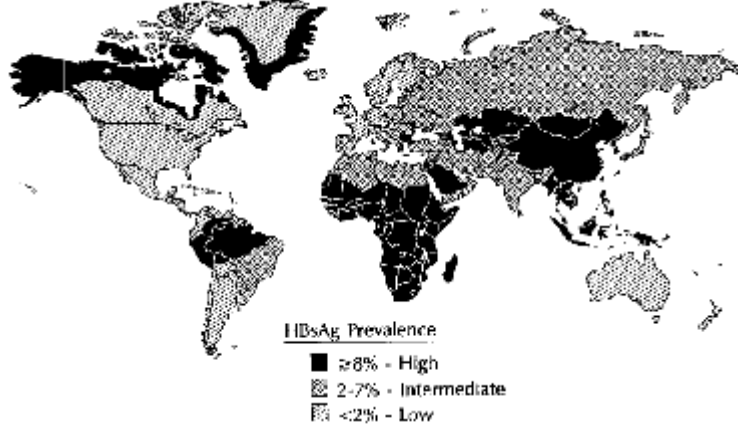 HBsAg Prevalence
≥8% - High
2-7% - Intermediate
<2% - Low